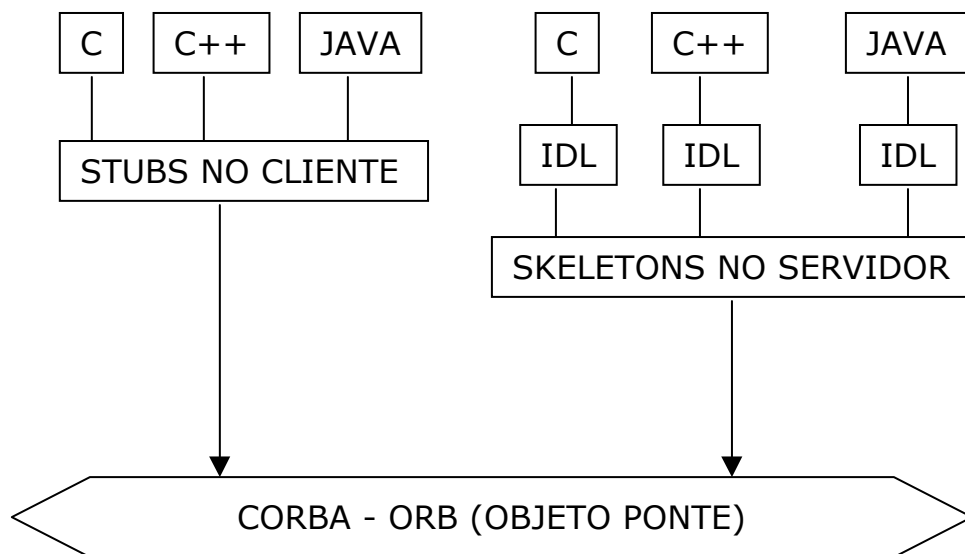 C C++ JAVA C C++ JAVA
IDL IDL IDL
STUBS NO CLIENTE
SKELETONS NO SERVIDOR
CORBA - ORB (OBJETO PONTE)